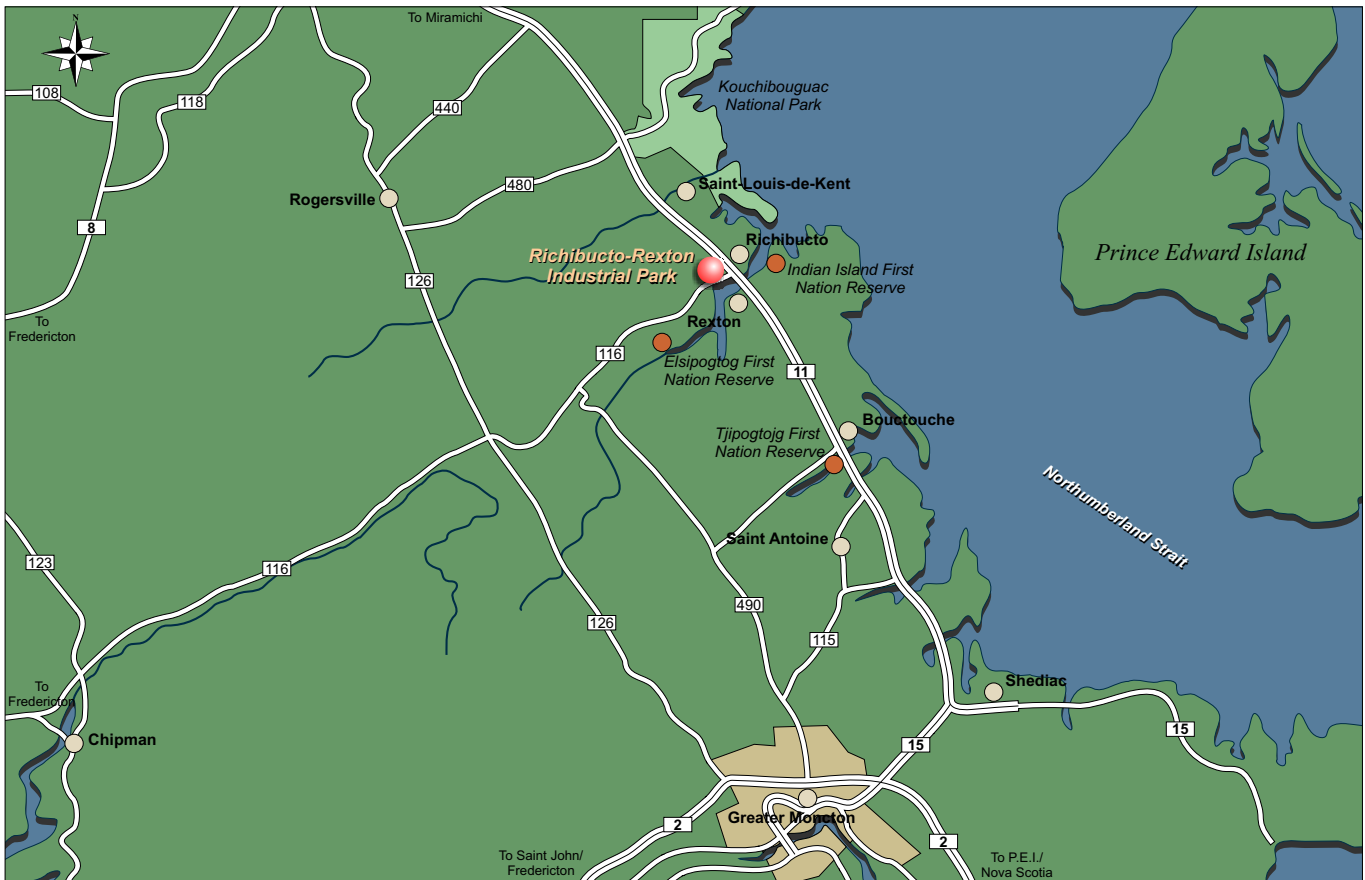 To Miramichi
N
108
118
440
Kouchibouguac
National Park
480
Saint-Louis-de-Kent
Rogersville
8
Richibucto
Prince Edward Island
Richibucto-Rexton
Industrial Park
Indian Island First
Nation Reserve
126
To
Fredericton
Rexton
116
Elsipogtog First
Nation Reserve
11
Bouctouche
Tjipogtojg First
Nation Reserve
Northumberland Strait
Saint Antoine
123
116
490
126
115
Shediac
To
Fredericton
Chipman
15
15
Greater Moncton
2
2
To Saint John/
Fredericton
To P.E.I./
Nova Scotia